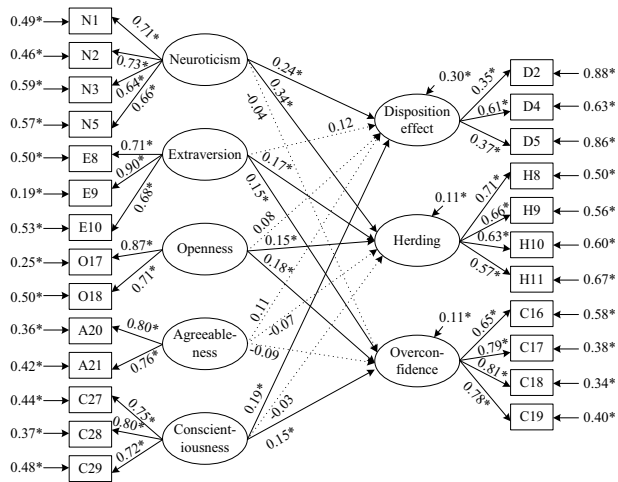 0.49* N1 0.71*
0.46* N2 0.73*
0.59* N3 0.64*
0.57* N5 0.66*
0.50* E8 0.71*
0.19* E9 0.90*
0.53* E10 0.68*
0.25* O17 0.87*
0.50* O18 0.71*
0.36* A20 0.80*
0.42* A21 0.76*
0.44* C27 0.75*
0.37* C28 0.80*
0.48* C29 0.72*
Neuroticism
Extraversion
Openness
Agreeable-
ness
Conscient-
iousness
0.24*
0.34*
-0.04
0.12
0.17*
0.15*
0.08
0.15*
0.18*
0.11
-0.07
-0.09
0.19*
-0.03
0.15*
0.30*
Disposition
effect
0.11*
Herding
0.11*
Overcon-
fidence
0.35* D2 0.88*
0.61* D4 0.63*
0.37* D5 0.86*
0.71* H8 0.50*
0.66* H9 0.56*
0.63* H10 0.60*
0.57* H11 0.67*
0.65* C16 0.58*
0.79* C17 0.38*
0.81* C18 0.34*
0.78* C19 0.40*